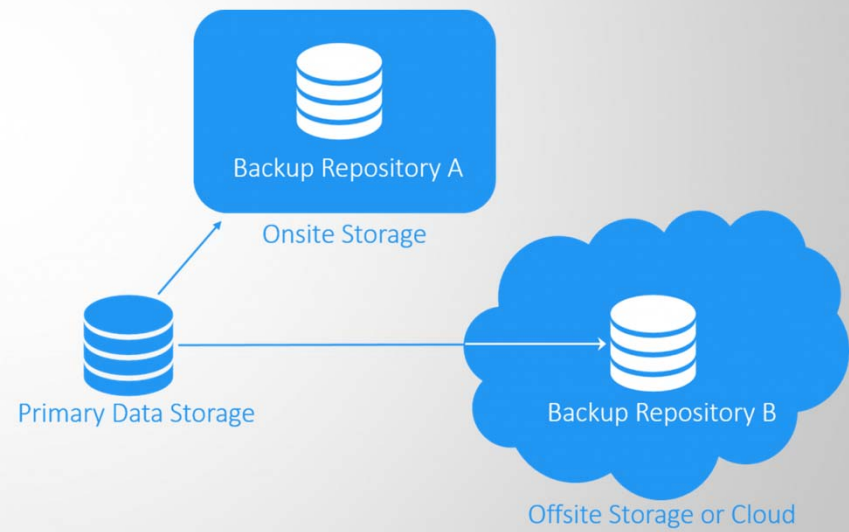 Backup Repository A
Onsite Storage
Primary Data Storage
Backup Repository B
Offsite Storage or Cloud